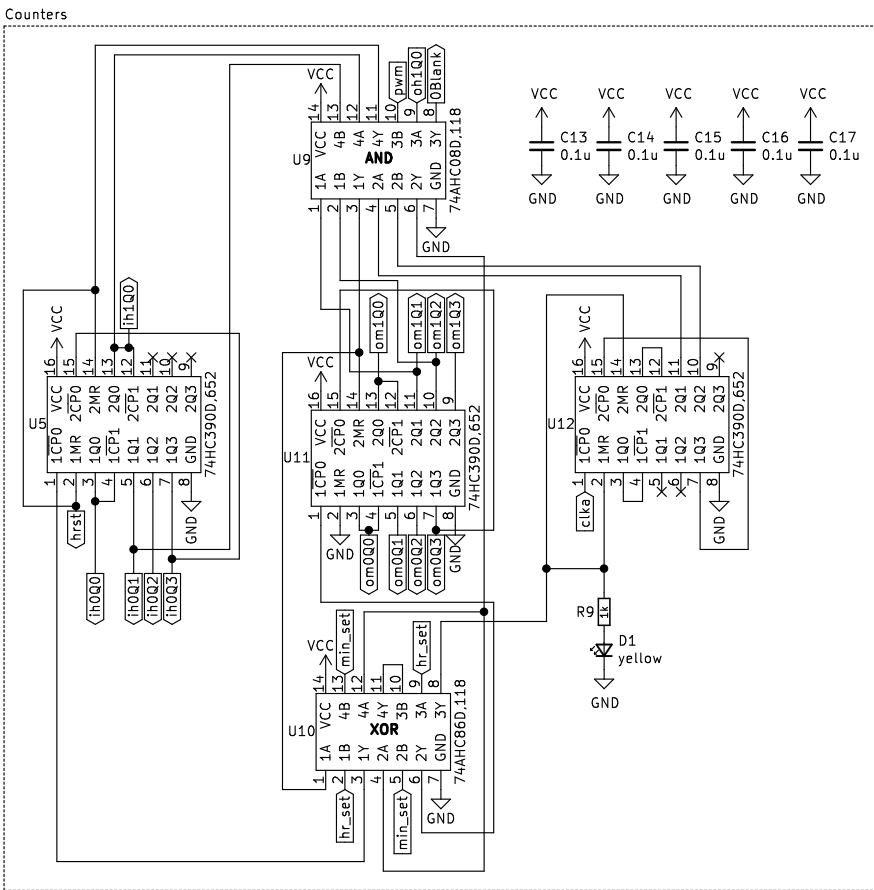 Counters
VCC
14 13 12 11 10 9 8
pwm
oh1Q0
0Blank
VCC 4B 4A 4Y 3B 3A 3Y
U9
AND
1A 1B 1Y 2A 2B 2Y GND
74AHC08D,118
1 2 3 4 5 6 7
GND
VCC VCC VCC VCC VCC
C13 C14 C15 C16 C17
0.1u 0.1u 0.1u 0.1u 0.1u
GND GND GND GND GND
VCC
ih1Q0
16 15 14 13 12 11 10 9
VCC 2CP0 2MR 2Q0 2CP1 2Q1 2Q2 2Q3
U5
1CP0 1MR 1Q0 1CP1 1Q1 1Q2 1Q3 GND
74HC390D,652
1 2 3 4 5 6 7 8
hrst
GND
ih0Q0
ih0Q1
ih0Q2
ih0Q3
VCC
om1Q0
om1Q1
om1Q2
om1Q3
16 15 14 13 12 11 10 9
VCC 2CP0 2MR 2Q0 2CP1 2Q1 2Q2 2Q3
U11
1CP0 1MR 1Q0 1CP1 1Q1 1Q2 1Q3 GND
74HC390D,652
1 2 3 4 5 6 7 8
GND
om0Q0
om0Q1
om0Q2
om0Q3
GND
VCC
16 15 14 13 12 11 10 9
VCC 2CP0 2MR 2Q0 2CP1 2Q1 2Q2 2Q3
U12
1CP0 1MR 1Q0 1CP1 1Q1 1Q2 1Q3 GND
74HC390D,652
1 2 3 4 5 6 7 8
clka
GND
R9
1k
D1
yellow
GND
VCC
min_set
hr_set
14 13 12 11 10 9 8
VCC 4B 4A 4Y 3B 3A 3Y
U10
XOR
1A 1B 1Y 2A 2B 2Y GND
74AHC86D,118
1 2 3 4 5 6 7
hr_set
min_set
GND